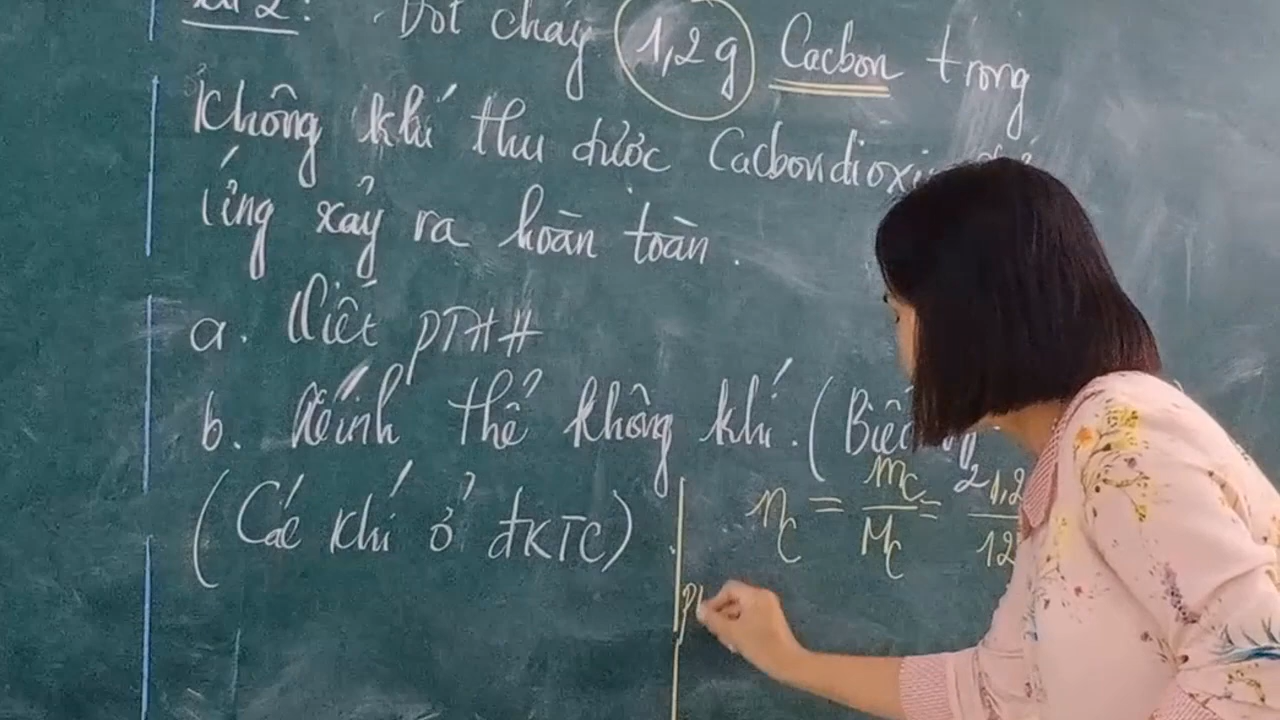 2: Đốt cháy 1,2g Cacbon trong
không khí thu được Cacbondioxi
ứng xảy ra hoàn toàn.
a. Viết PTHH
b. tính thể không khí. (Biết
(Các khí ở đKTC)
n_C = m_C / M_C = 1,2 / 12